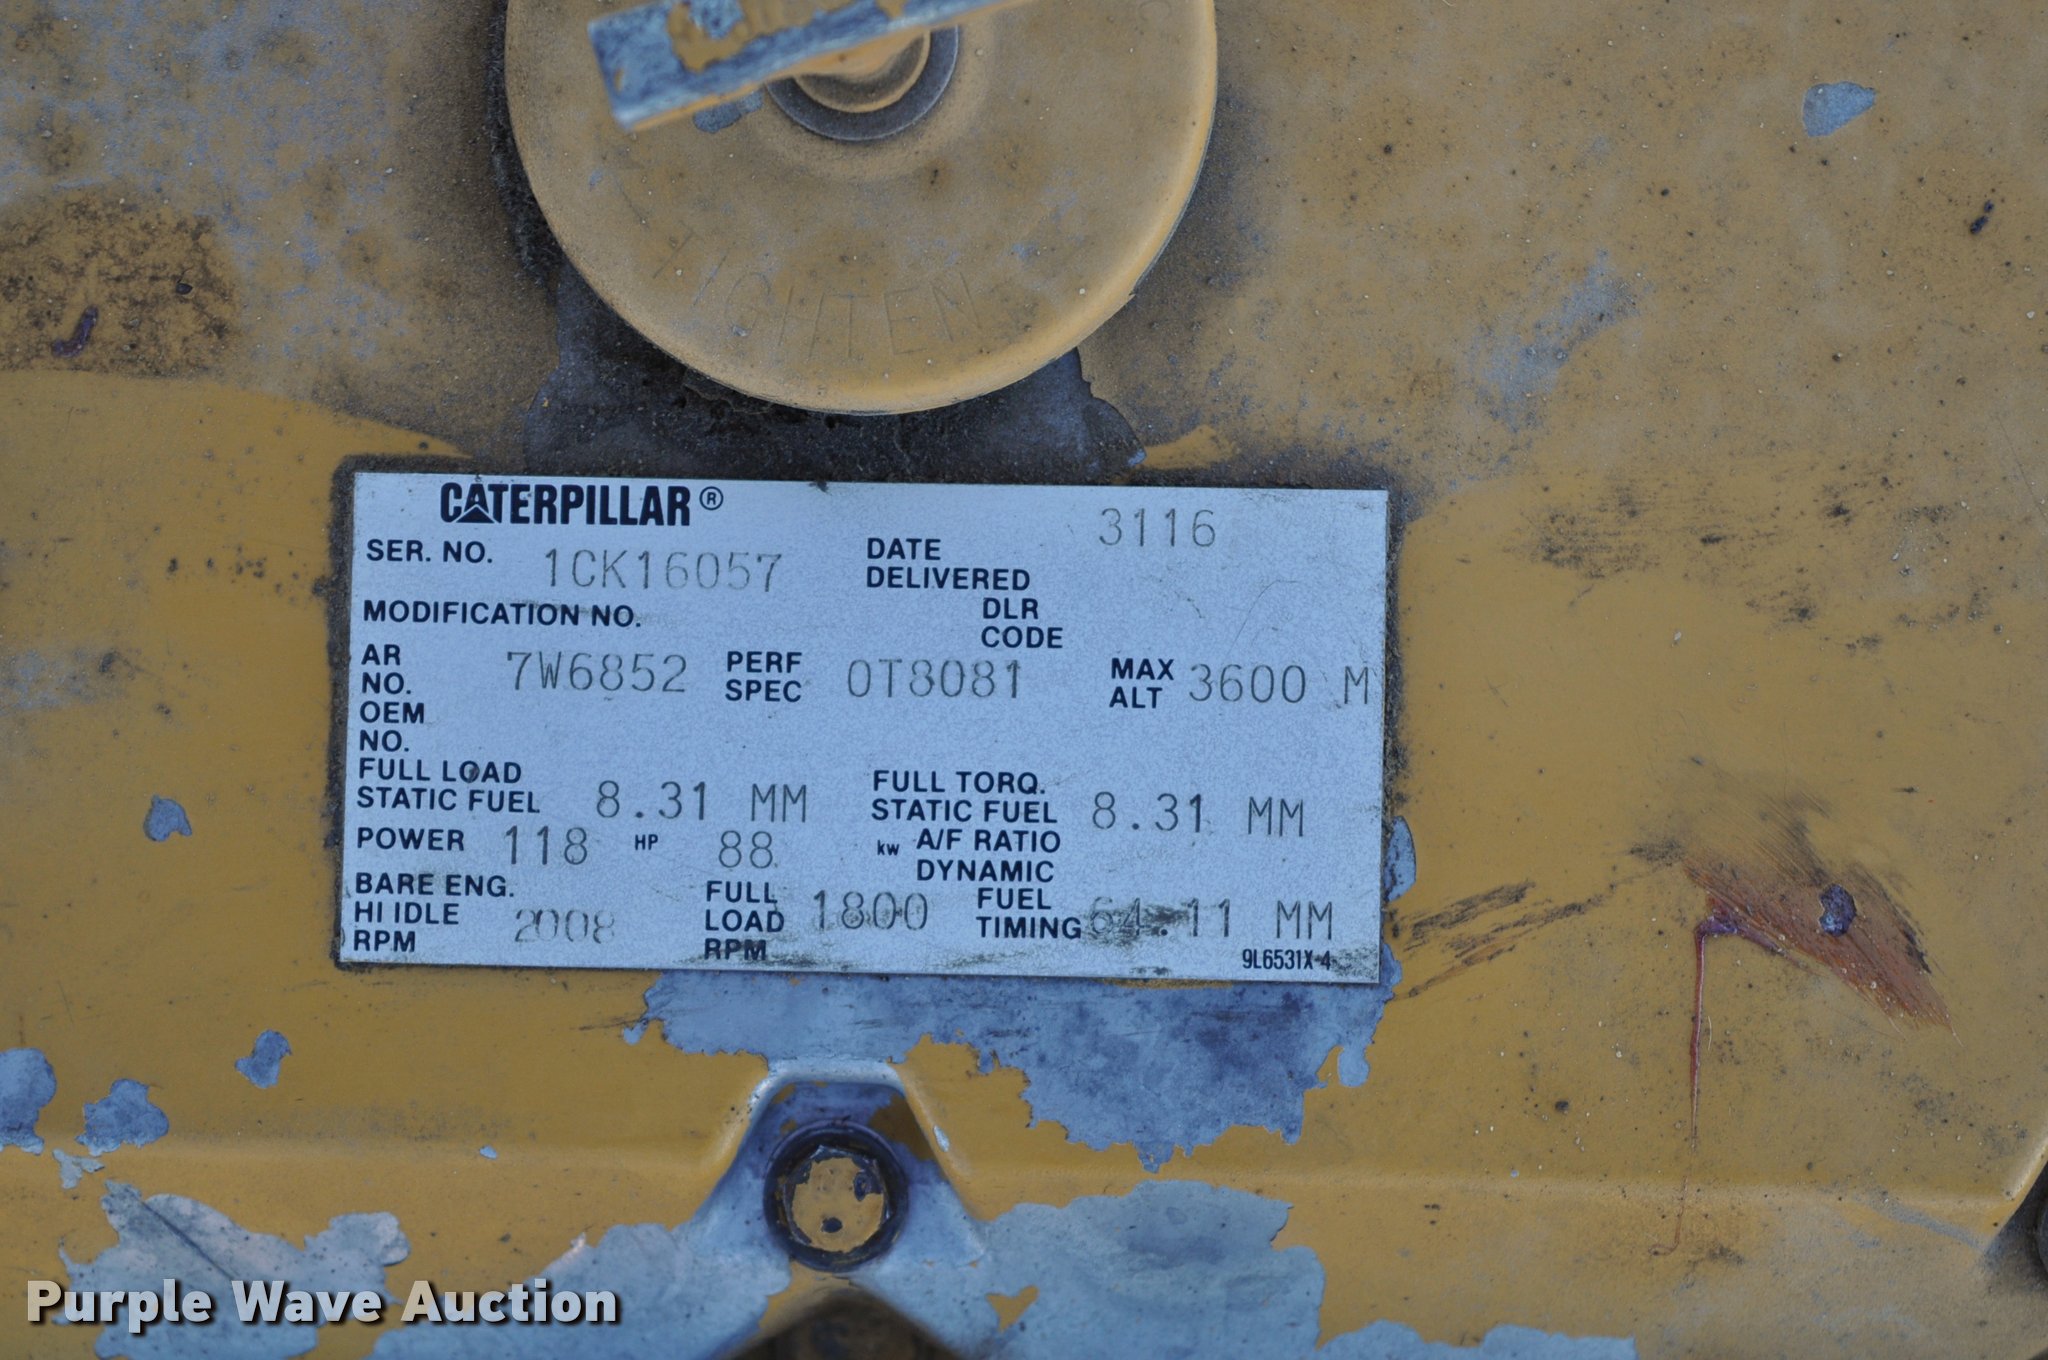 TIGHTEN
CATERPILLAR®
3116
SER. NO. 1CK16057 DATE DELIVERED
MODIFICATION NO. DLR CODE
AR NO. 7W6852 PERF SPEC 0T8081 MAX ALT 3600 M
OEM NO.
FULL LOAD STATIC FUEL 8.31 MM FULL TORQ. STATIC FUEL 8.31 MM
POWER 118 HP 88 kw A/F RATIO DYNAMIC
BARE ENG. HI IDLE RPM 2008 FULL LOAD RPM 1800 FUEL TIMING 64.11 MM
9L6531X-4
Purple Wave Auction